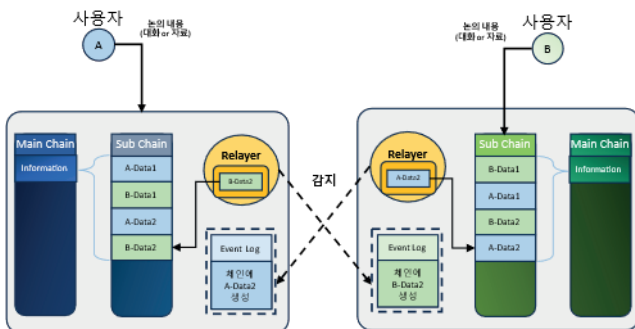 사용자
A
논의 내용
(대화 or 자료)
Main Chain
Information
Sub Chain
A-Data1
B-Data1
A-Data2
B-Data2
Relayer
B-Data2
Event Log
체인에
A-Data2
생성
감지
사용자
B
논의 내용
(대화 or 자료)
Relayer
A-Data2
Event Log
체인에
B-Data2
생성
Sub Chain
B-Data1
A-Data1
B-Data2
A-Data2
Main Chain
Information